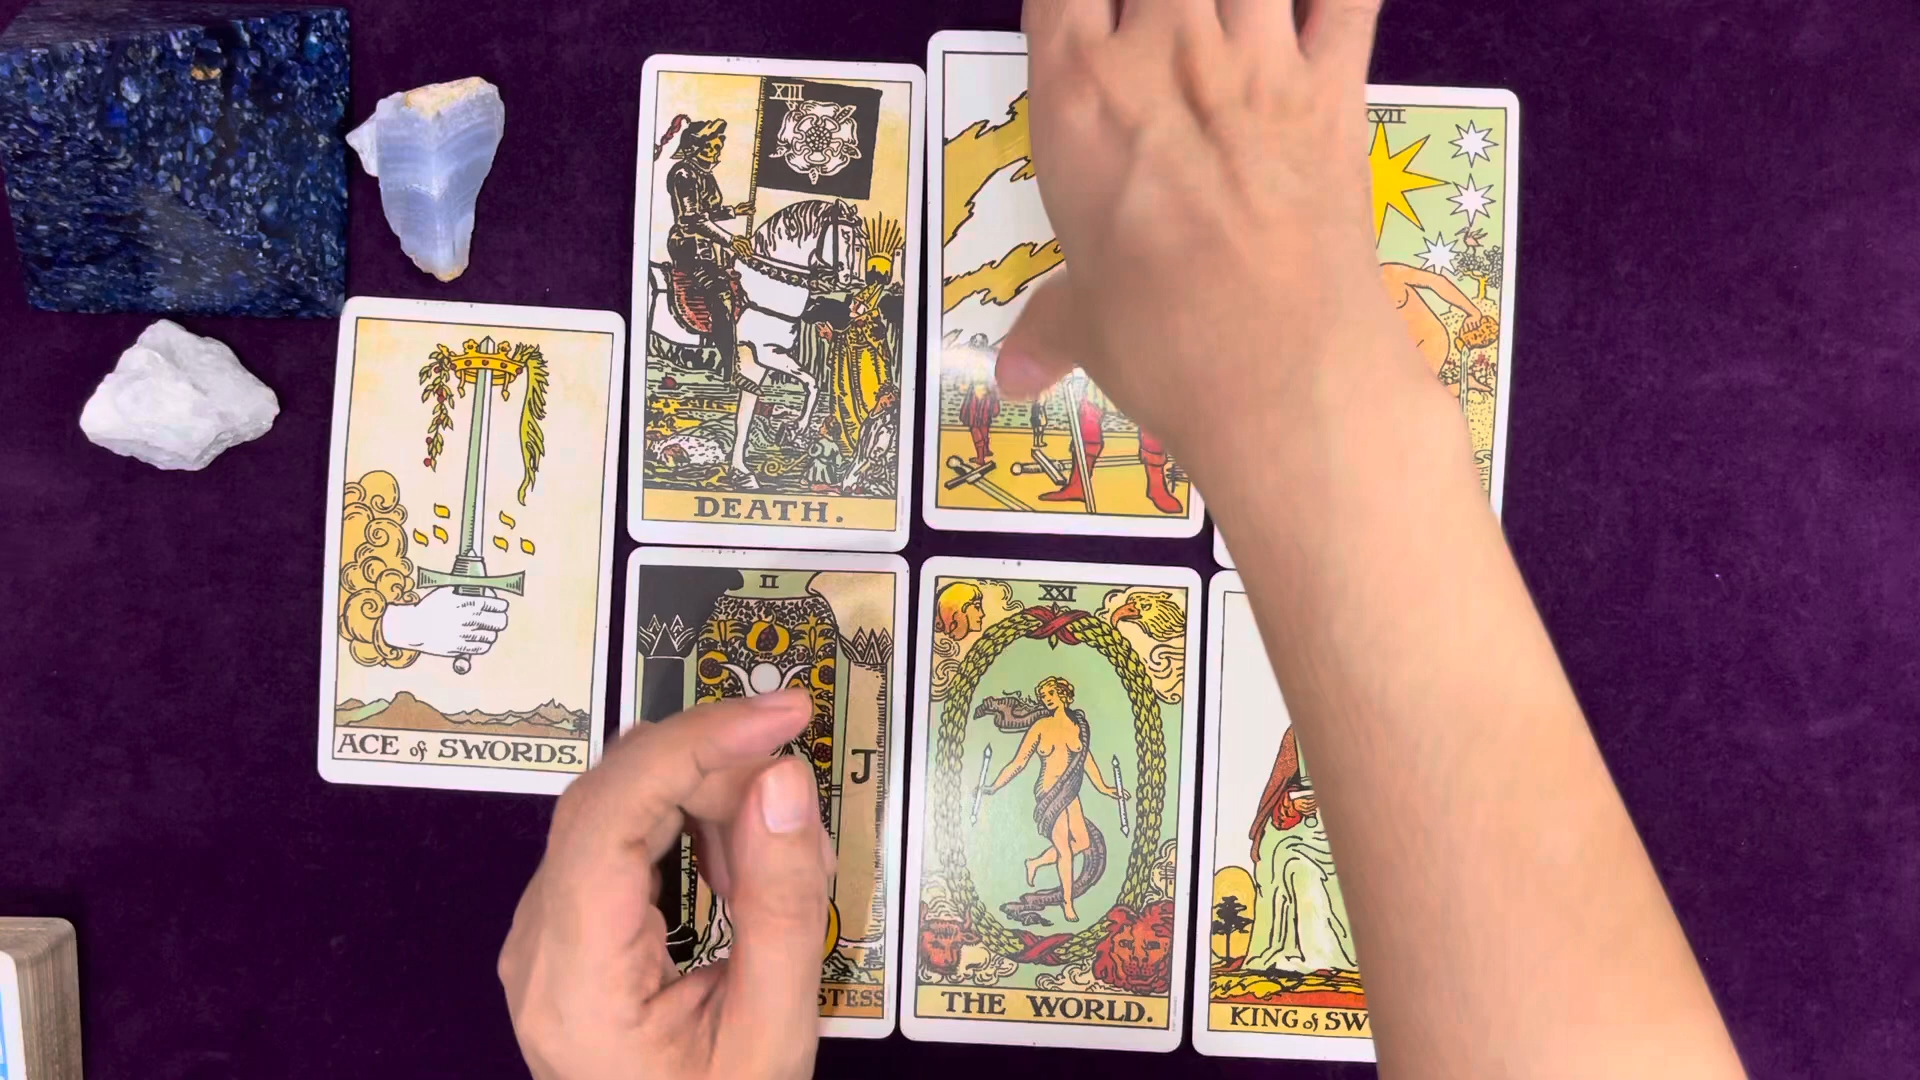 XIII
DEATH.
XVII
ACE of SWORDS.
II
J
STESS
XXI
THE WORLD.
KING of SW